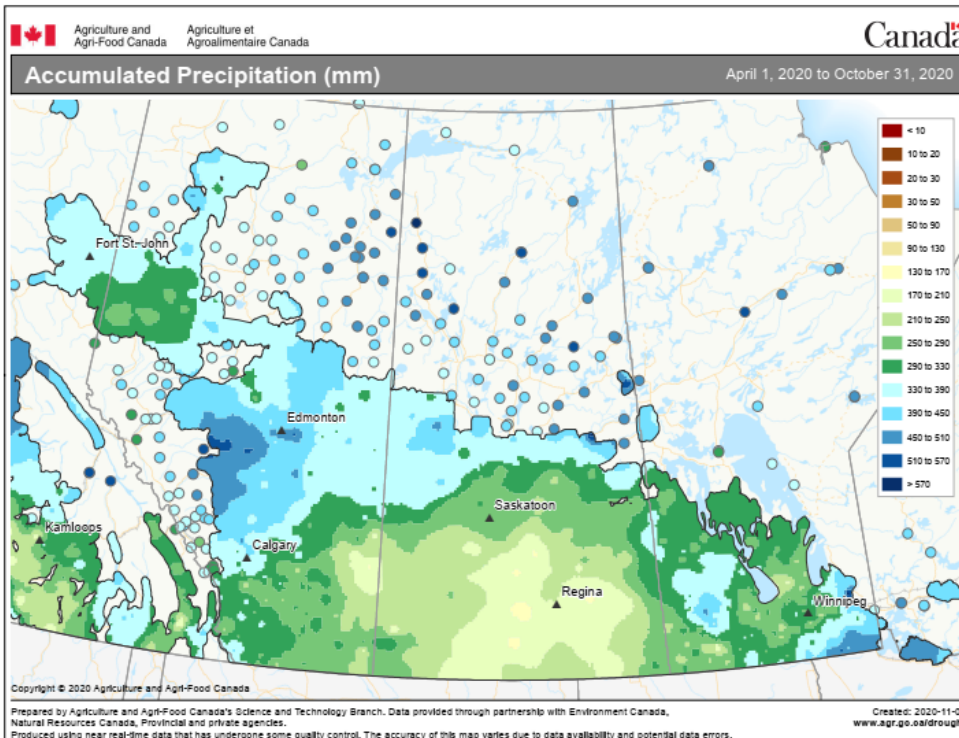 Agriculture and Agriculture et
Agri-Food Canada Agroalimentaire Canada
Canada
Accumulated Precipitation (mm) April 1, 2020 to October 31, 2020
< 10
10 to 20
20 to 30
30 to 50
50 to 90
90 to 130
130 to 170
170 to 210
210 to 250
250 to 290
290 to 330
330 to 390
390 to 450
450 to 510
510 to 570
> 570
Fort St. John
Edmonton
Saskatoon
Kamloops
Calgary
Regina
Winnipeg
Copyright © 2020 Agriculture and Agri-Food Canada
Prepared by Agriculture and Agri-Food Canada's Science and Technology Branch. Data provided through partnership with Environment Canada,
Natural Resources Canada, Provincial and private agencies.
Produced using near real-time data that has undergone some quality control. The accuracy of this map varies due to data availability and potential data errors.
Created: 2020-11-0
www.agr.gc.ca/drough